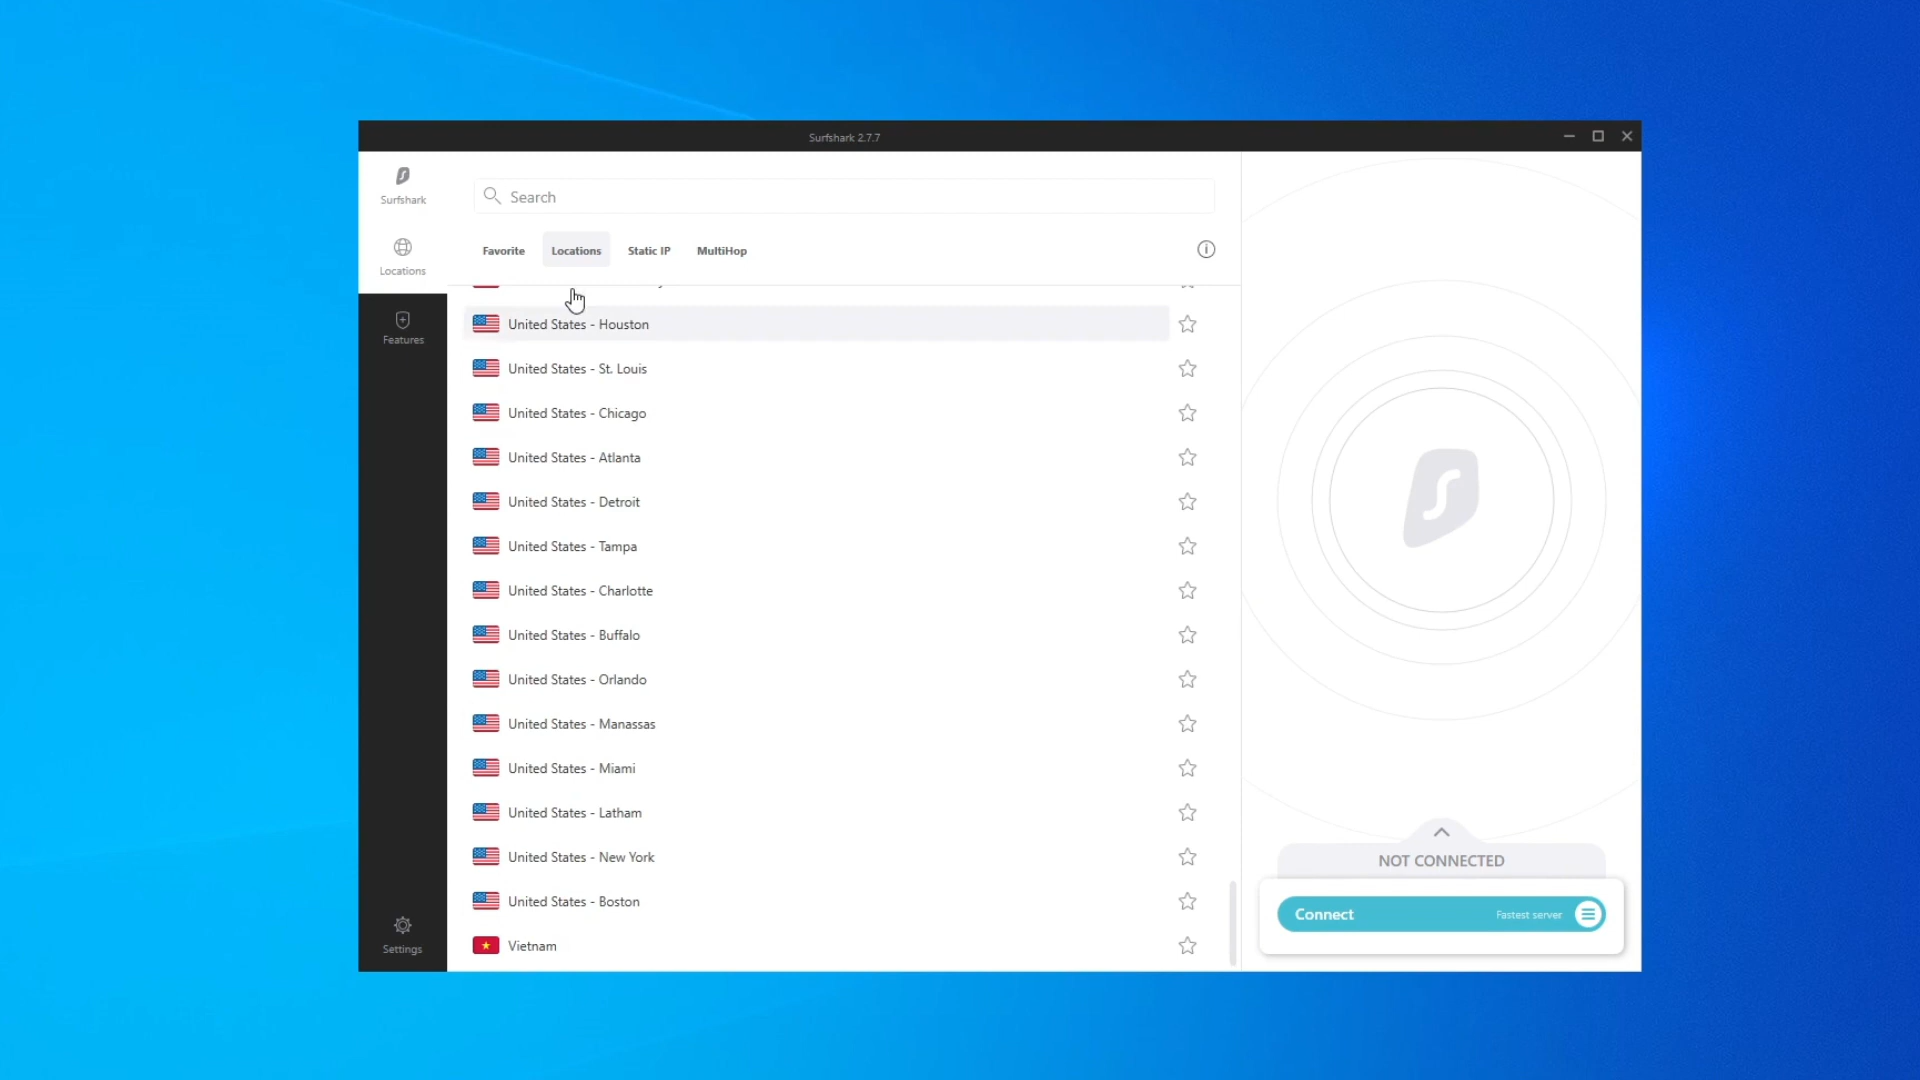 Surfshark 2.7.7
Surfshark
Search
Locations
Favorite Locations Static IP MultiHop
Features
United States - Houston
United States - St. Louis
United States - Chicago
United States - Atlanta
United States - Detroit
United States - Tampa
United States - Charlotte
United States - Buffalo
United States - Orlando
United States - Manassas
United States - Miami
United States - Latham
United States - New York
United States - Boston
Vietnam
Settings
NOT CONNECTED
Connect Fastest server